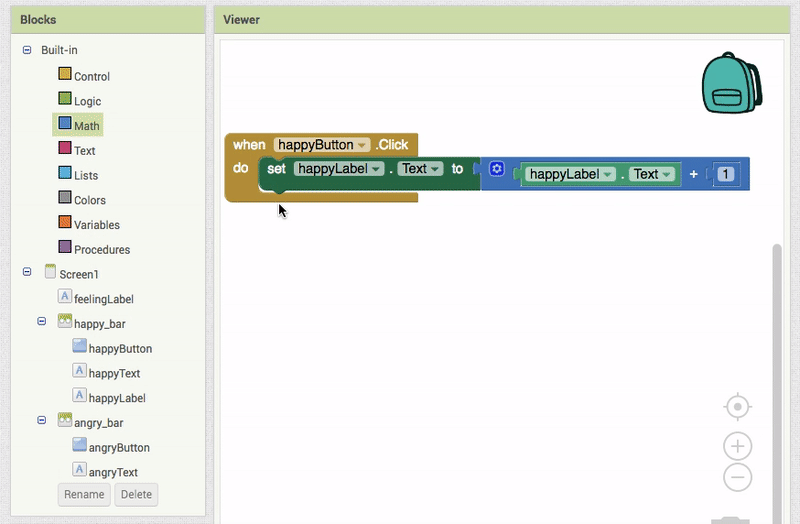 Blocks
Viewer
Built-in
Control
Logic
Math
Text
Lists
Colors
Variables
Procedures
Screen1
A feelingLabel
happy_bar
happyButton
A happyText
A happyLabel
angry_bar
angryButton
A angryText
Rename Delete
when happyButton .Click
do set happyLabel . Text to happyLabel . Text + 1